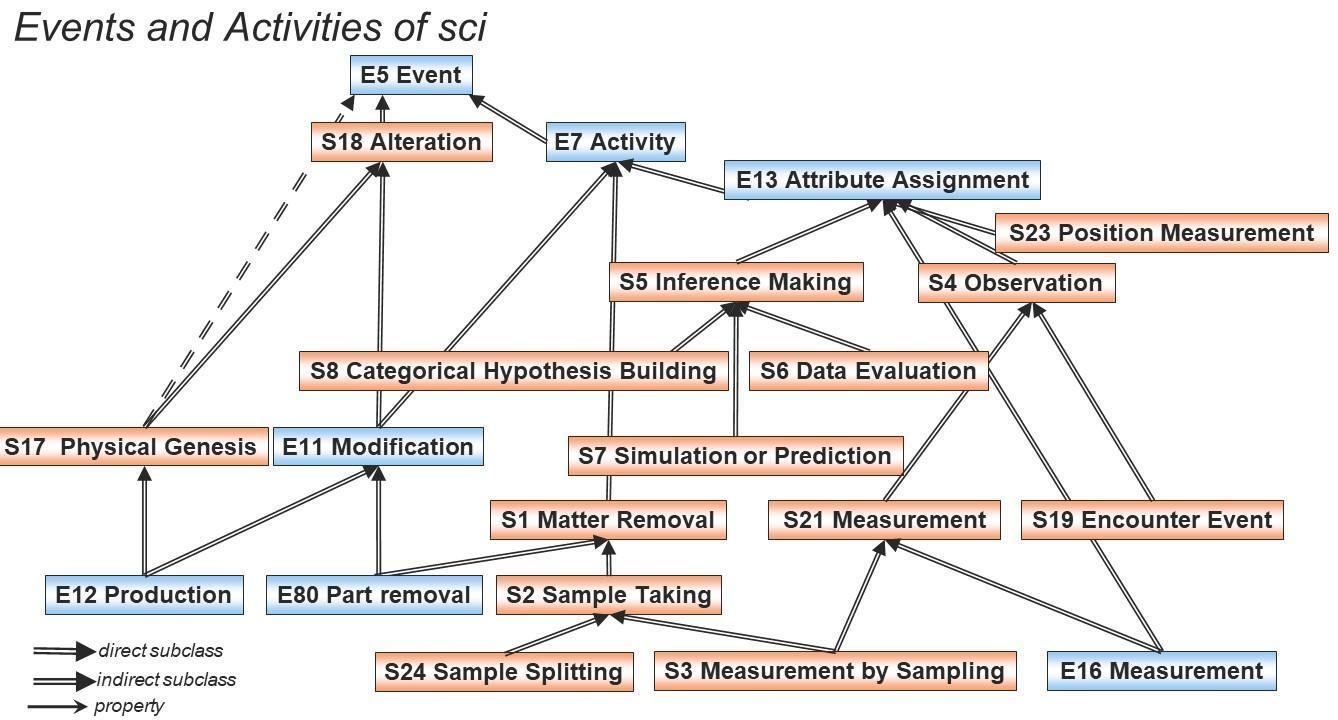 Events and Activities of sci
E5 Event
S18 Alteration
E7 Activity
E13 Attribute Assignment
S23 Position Measurement
S5 Inference Making
S4 Observation
S8 Categorical Hypothesis Building
S6 Data Evaluation
S17 Physical Genesis
E11 Modification
S7 Simulation or Prediction
S1 Matter Removal
S21 Measurement
S19 Encounter Event
E12 Production
E80 Part removal
S2 Sample Taking
S24 Sample Splitting
S3 Measurement by Sampling
E16 Measurement
direct subclass
indirect subclass
property